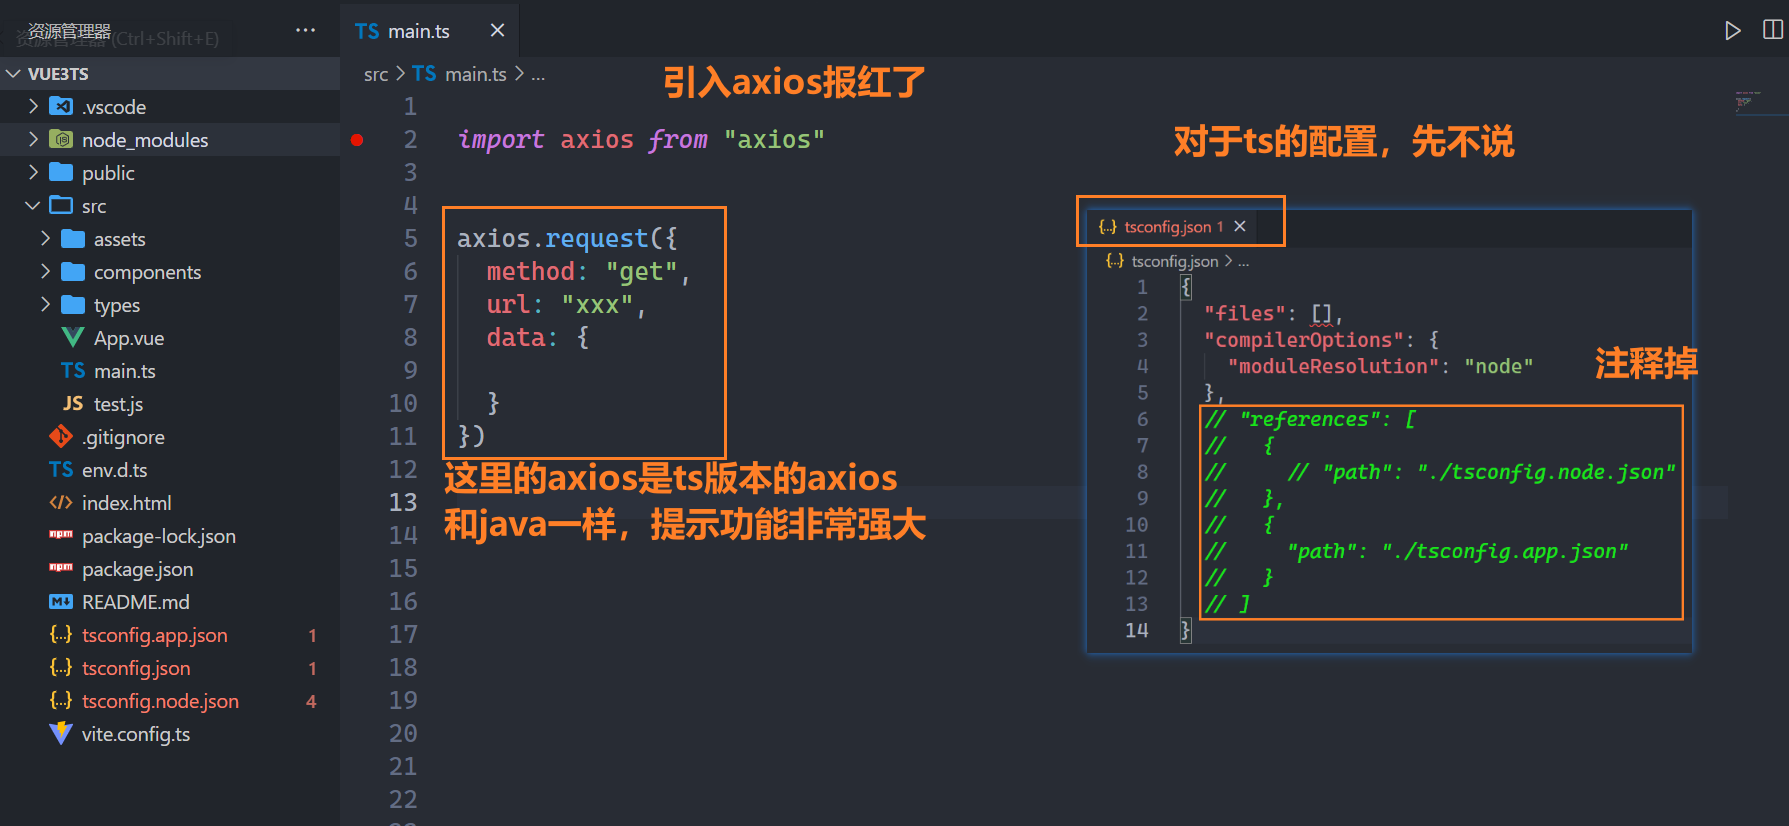 资源管理器
资源管理器 (Ctrl+Shift+E)
...
VUE3TS
.vscode
node_modules
public
src
assets
components
types
App.vue
TS main.ts
JS test.js
.gitignore
TS env.d.ts
index.html
npm package-lock.json
npm package.json
M README.md
{..} tsconfig.app.json 1
{..} tsconfig.json 1
{..} tsconfig.node.json 4
vite.config.ts
TS main.ts ×
src > TS main.ts > ...
引入axios报红了
1
2 import axios from "axios"
3
4
5 axios.request({
6 method: "get",
7 url: "xxx",
8 data: {
9
10 }
11 })
12
13
14
15
16
17
18
19
20
21
22
这里的axios是ts版本的axios
和java一样，提示功能非常强大
对于ts的配置，先不说
{..} tsconfig.json 1 ×
{..} tsconfig.json > ...
1 {
2 "files": [],
3 "compilerOptions": {
4 "moduleResolution": "node"
5 },
6 // "references": [
7 // {
8 // // "path": "./tsconfig.node.json"
9 // },
10 // {
11 // "path": "./tsconfig.app.json"
12 // }
13 // ]
14 }
注释掉